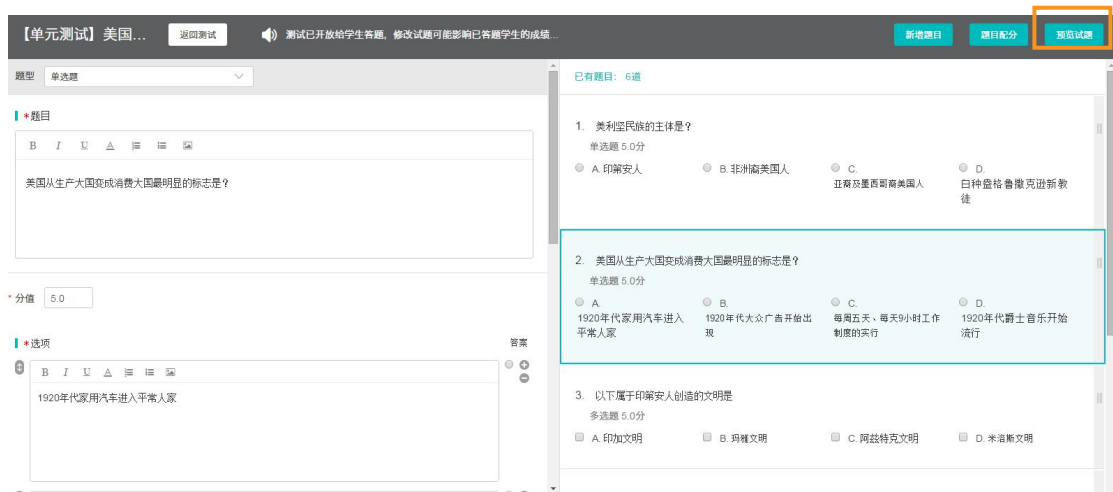 【单元测试】美国... 返回测试 测试已开放给学生答题，修改试题可能影响已答题学生的成绩... 新增题目 题目配分 预览试题
题型 单选题
*题目
B I U A
美国从生产大国变成消费大国最明显的标志是？
* 分值 5.0
*选项 答案
B I U A
1920年代家用汽车进入平常人家
已有题目： 6道
1. 美利坚民族的主体是？
单选题 5.0分
A. 印第安人 B. 非洲裔美国人 C. D.
亚裔及墨西哥裔美国人 白种盎格鲁撒克逊新教
徒
2. 美国从生产大国变成消费大国最明显的标志是？
单选题 5.0分
A. B. C. D.
1920年代家用汽车进入 1920年代大众广告开始出 每周五天、每天9小时工作 1920年代爵士音乐开始
平常人家 现 制度的实行 流行
3. 以下属于印第安人创造的文明是
多选题 5.0分
A. 印加文明 B. 玛雅文明 C. 阿兹特克文明 D. 米洛斯文明